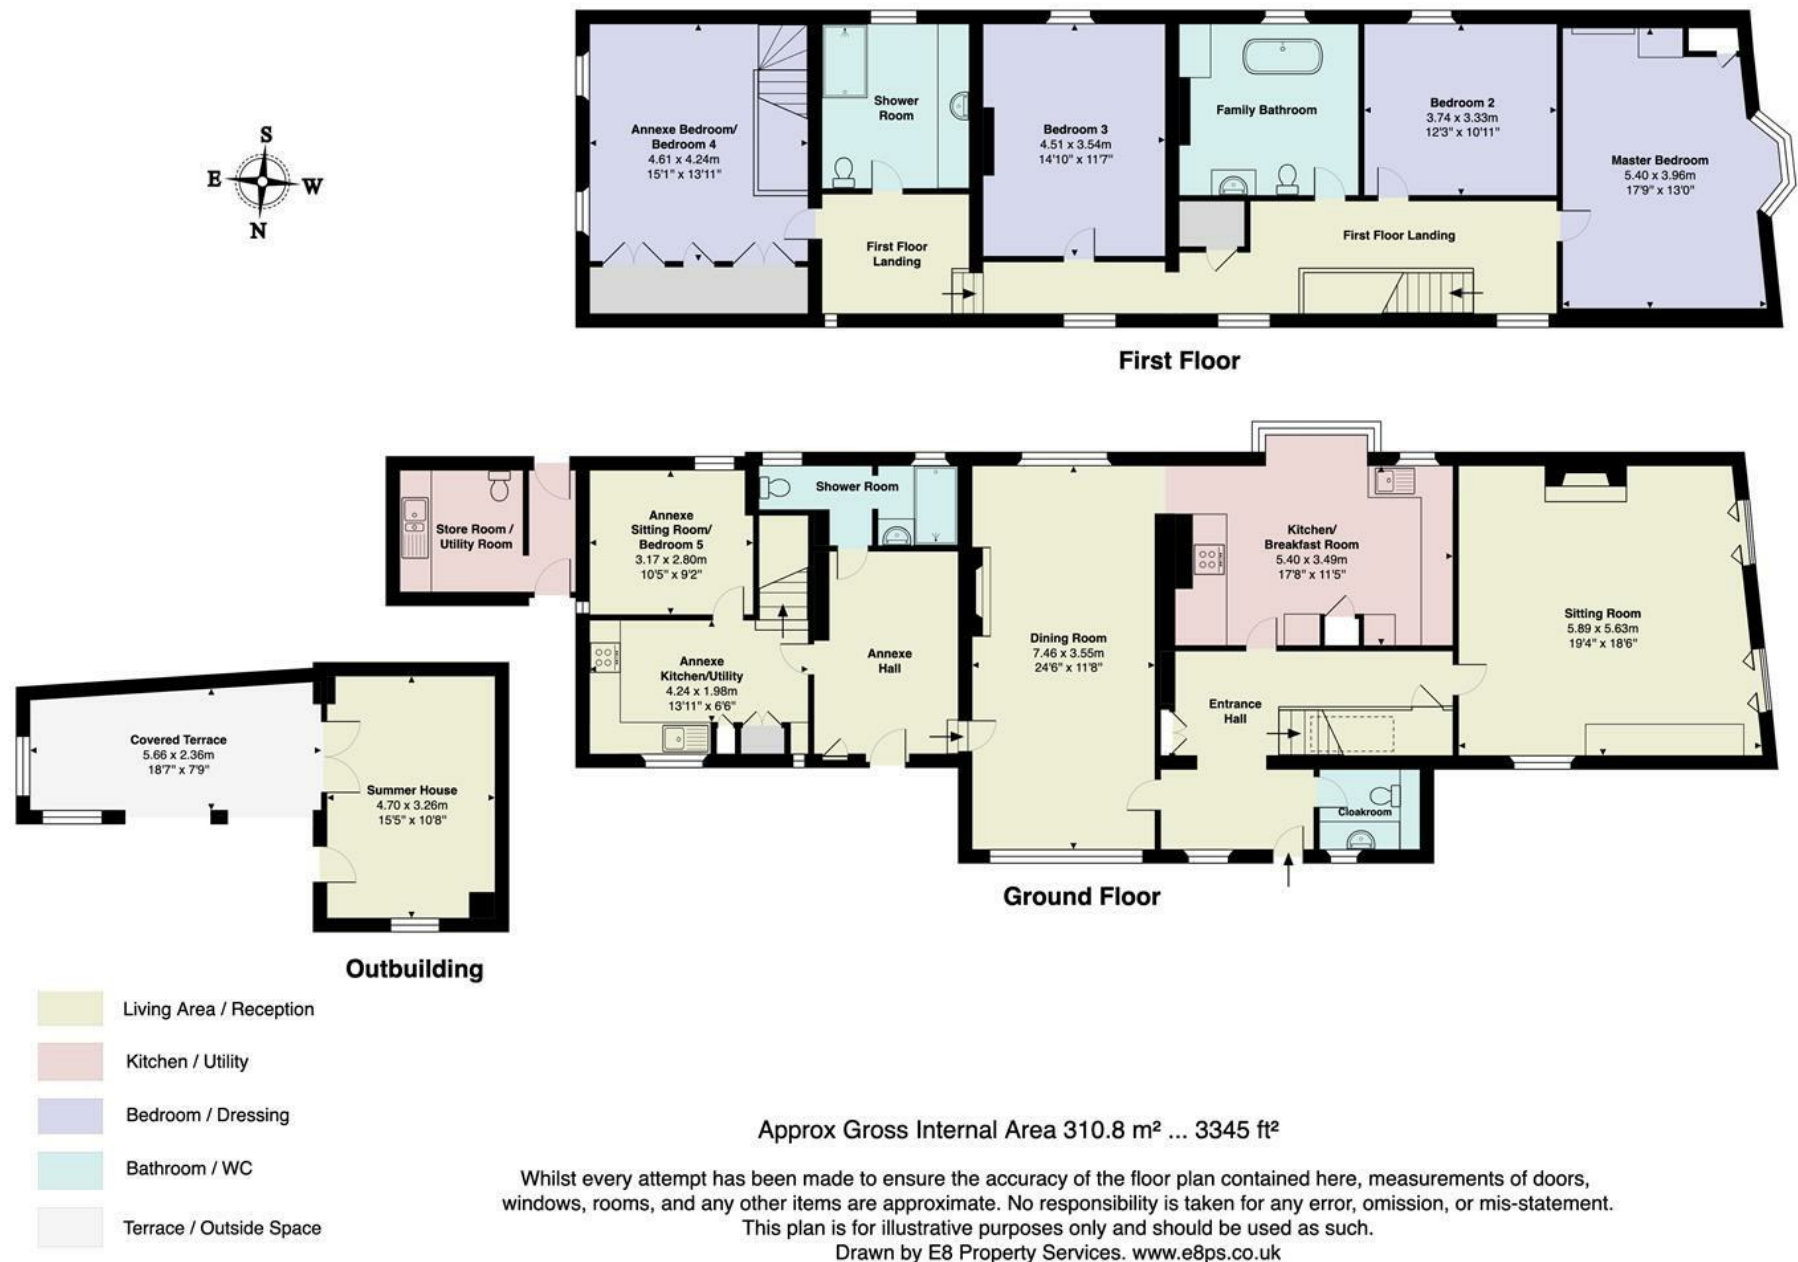 S
E
W
N
Annexe Bedroom/
Bedroom 4
4.61 x 4.24m
15'1" x 13'11"
Shower
Room
First Floor
Landing
Bedroom 3
4.51 x 3.54m
14'10" x 11'7"
Family Bathroom
Bedroom 2
3.74 x 3.33m
12'3" x 10'11"
First Floor Landing
Master Bedroom
5.40 x 3.96m
17'9" x 13'0"
First Floor
Store Room /
Utility Room
Annexe
Sitting Room/
Bedroom 5
3.17 x 2.80m
10'5" x 9'2"
Shower Room
Annexe
Kitchen/Utility
4.24 x 1.98m
13'11" x 6'6"
Annexe
Hall
Dining Room
7.46 x 3.55m
24'6" x 11'8"
Kitchen/
Breakfast Room
5.40 x 3.49m
17'8" x 11'5"
Entrance
Hall
Sitting Room
5.89 x 5.63m
19'4" x 18'6"
Cloakroom
Ground Floor
Covered Terrace
5.66 x 2.36m
18'7" x 7'9"
Summer House
4.70 x 3.26m
15'5" x 10'8"
Outbuilding
Living Area / Reception
Kitchen / Utility
Bedroom / Dressing
Bathroom / WC
Terrace / Outside Space
Approx Gross Internal Area 310.8 m² ... 3345 ft²
Whilst every attempt has been made to ensure the accuracy of the floor plan contained here, measurements of doors,
windows, rooms, and any other items are approximate. No responsibility is taken for any error, omission, or mis-statement.
This plan is for illustrative purposes only and should be used as such.
Drawn by E8 Property Services. www.e8ps.co.uk